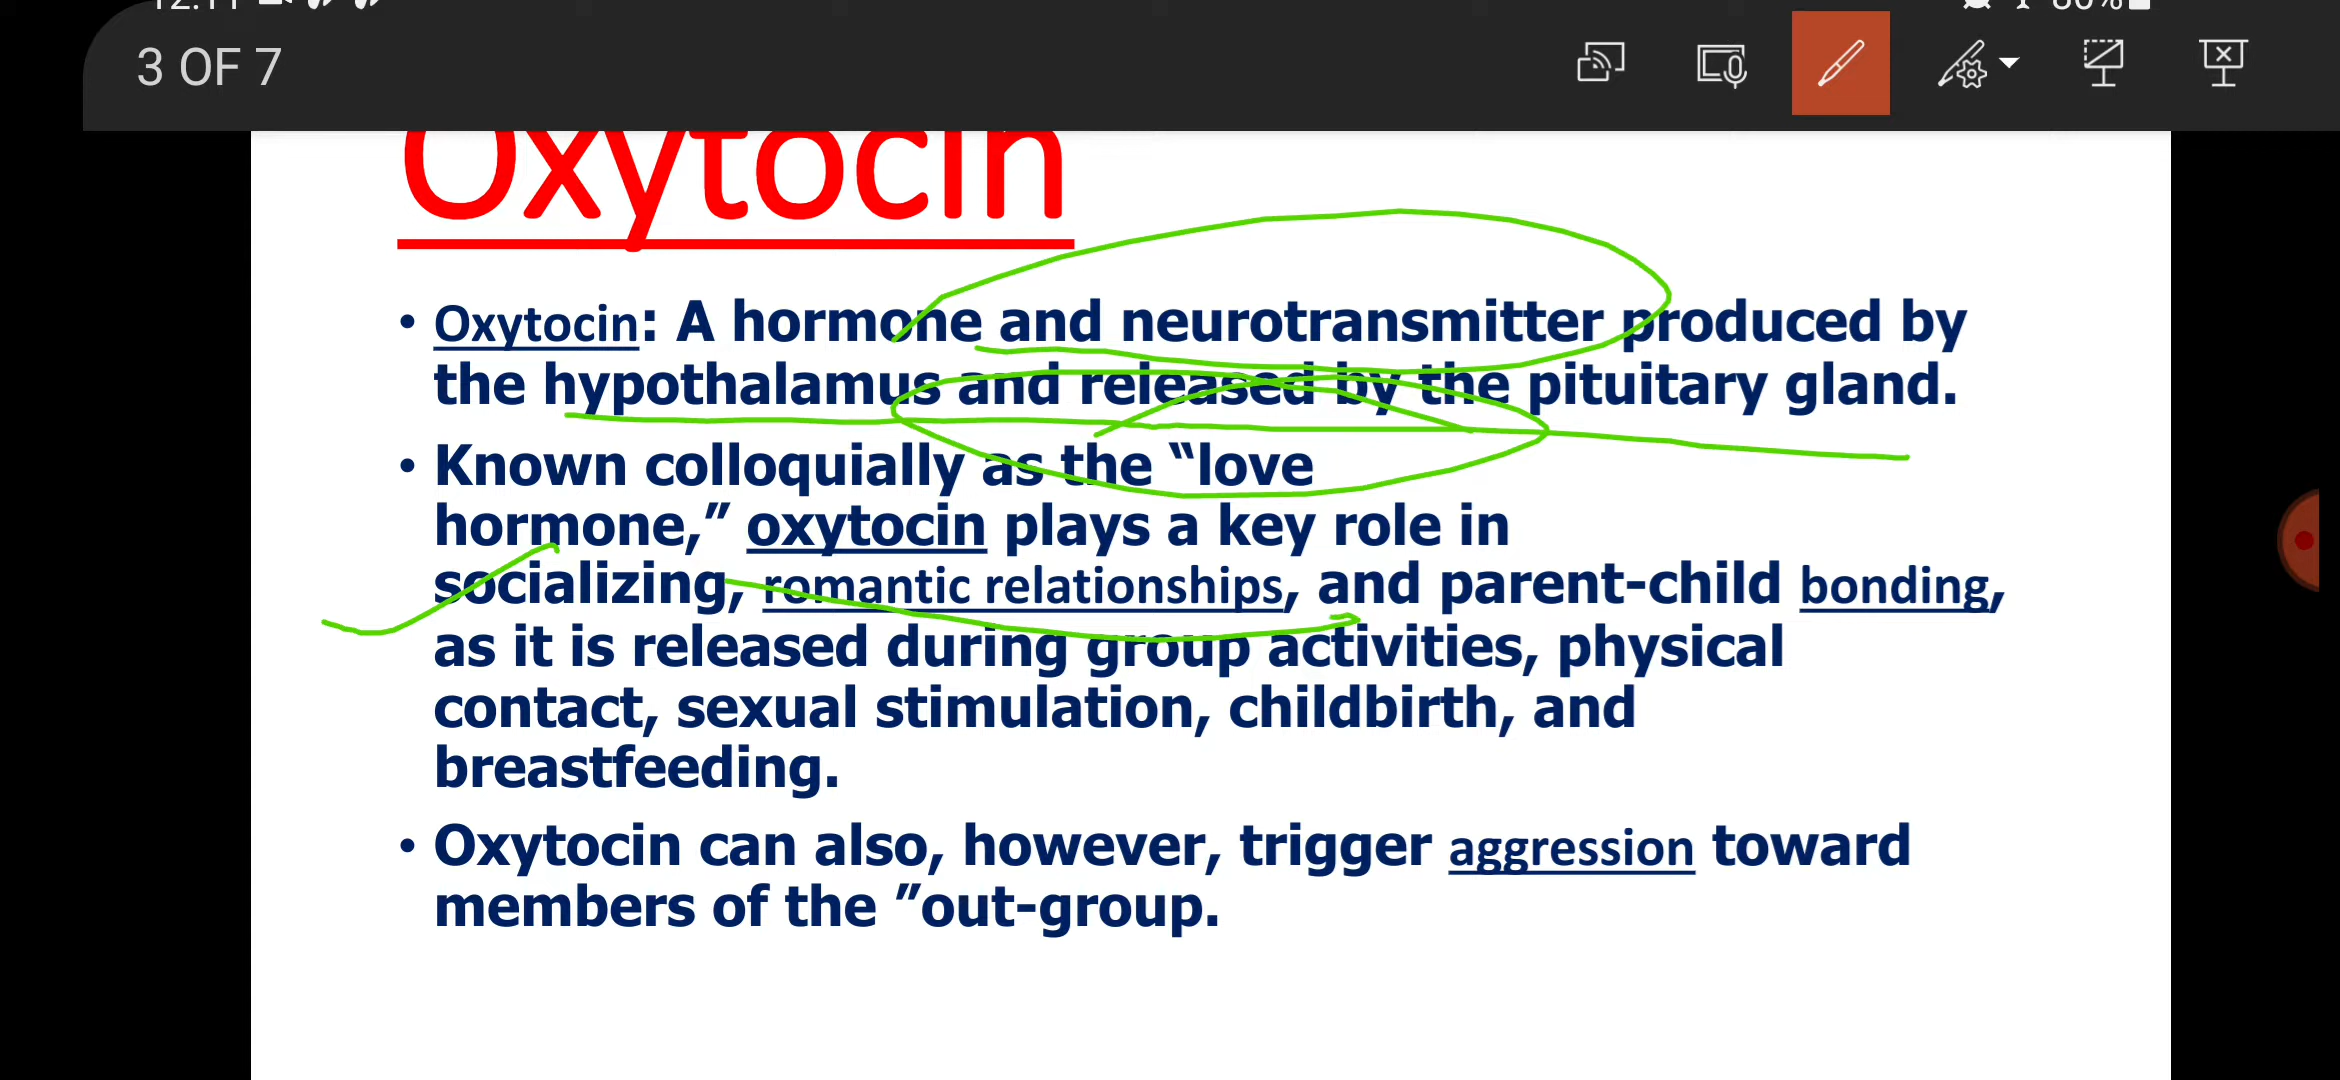 3 OF 7
Oxytocin
• Oxytocin: A hormone and neurotransmitter produced by
the hypothalamus and released by the pituitary gland.
• Known colloquially as the “love
hormone,” oxytocin plays a key role in
socializing, romantic relationships, and parent-child bonding,
as it is released during group activities, physical
contact, sexual stimulation, childbirth, and
breastfeeding.
• Oxytocin can also, however, trigger aggression toward
members of the ”out-group.